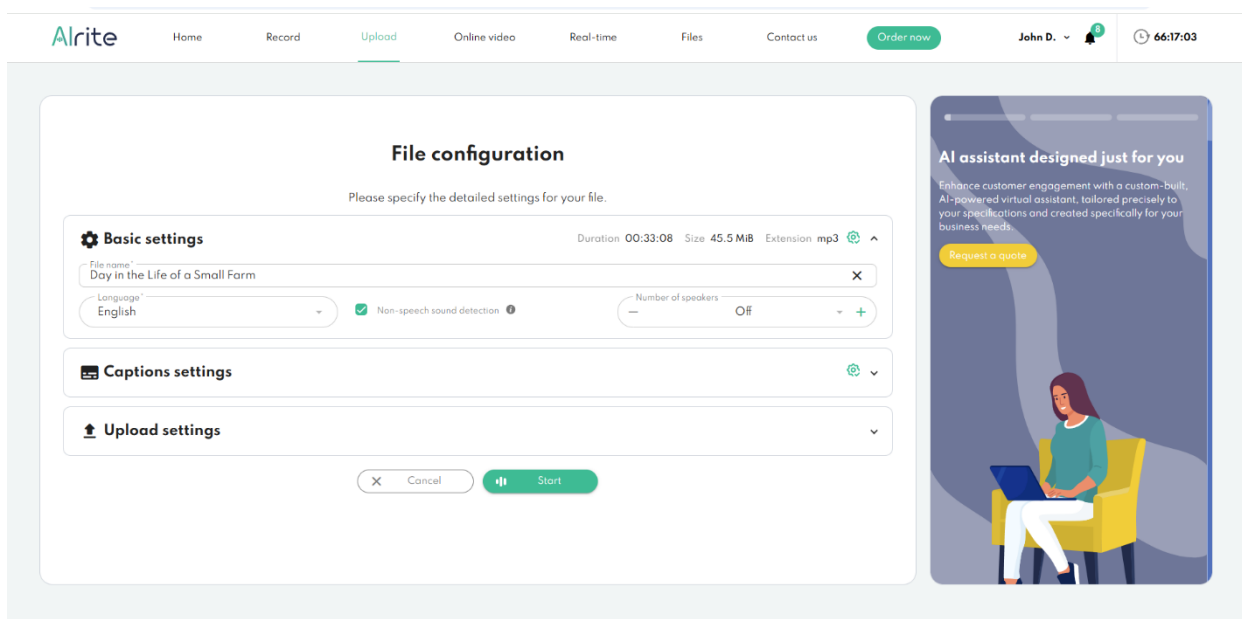 AIrite Home Record Upload Online video Real-time Files Contact us Order now John D. 8 66:17:03
File configuration
Please specify the detailed settings for your file.
Basic settings Duration 00:33:08 Size 45.5 MiB Extension mp3
File name*
Day in the Life of a Small Farm
Language* Number of speakers
English Non-speech sound detection Off
Captions settings
Upload settings
Cancel Start
AI assistant designed just for you
Enhance customer engagement with a custom-built,
AI-powered virtual assistant, tailored precisely to
your specifications and created specifically for your
business needs.
Request a quote